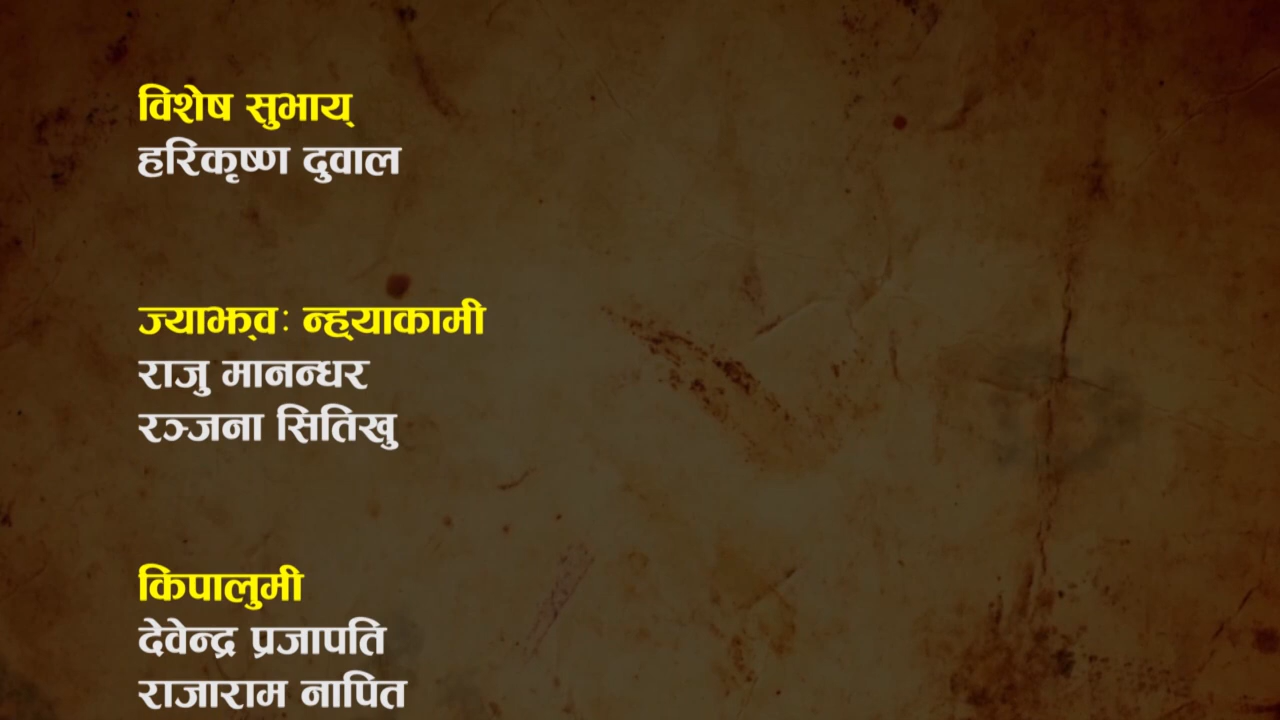 विशेष सुभाय्
हरिकृष्ण दुवाल
ज्याझ्वः न्ह्याकामी
राजु मानन्धर
रञ्जना सितिखु
किपालुमी
देवेन्द्र प्रजापति
राजाराम नापित